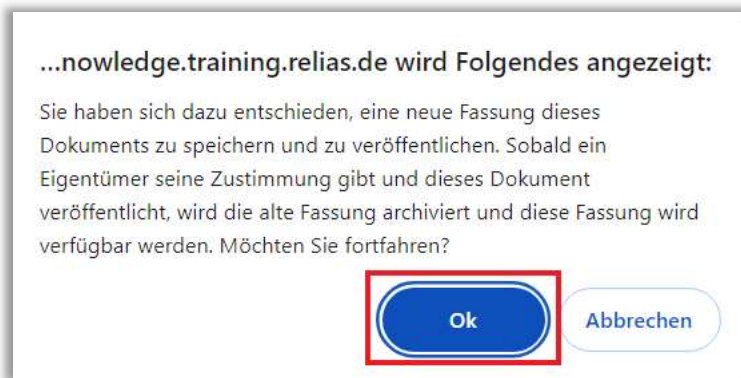 ...nowledge.training.relias.de wird Folgendes angezeigt:
Sie haben sich dazu entschieden, eine neue Fassung dieses
Dokuments zu speichern und zu veröffentlichen. Sobald ein
Eigentümer seine Zustimmung gibt und dieses Dokument
veröffentlicht, wird die alte Fassung archiviert und diese Fassung wird
verfügbar werden. Möchten Sie fortfahren?
Ok Abbrechen